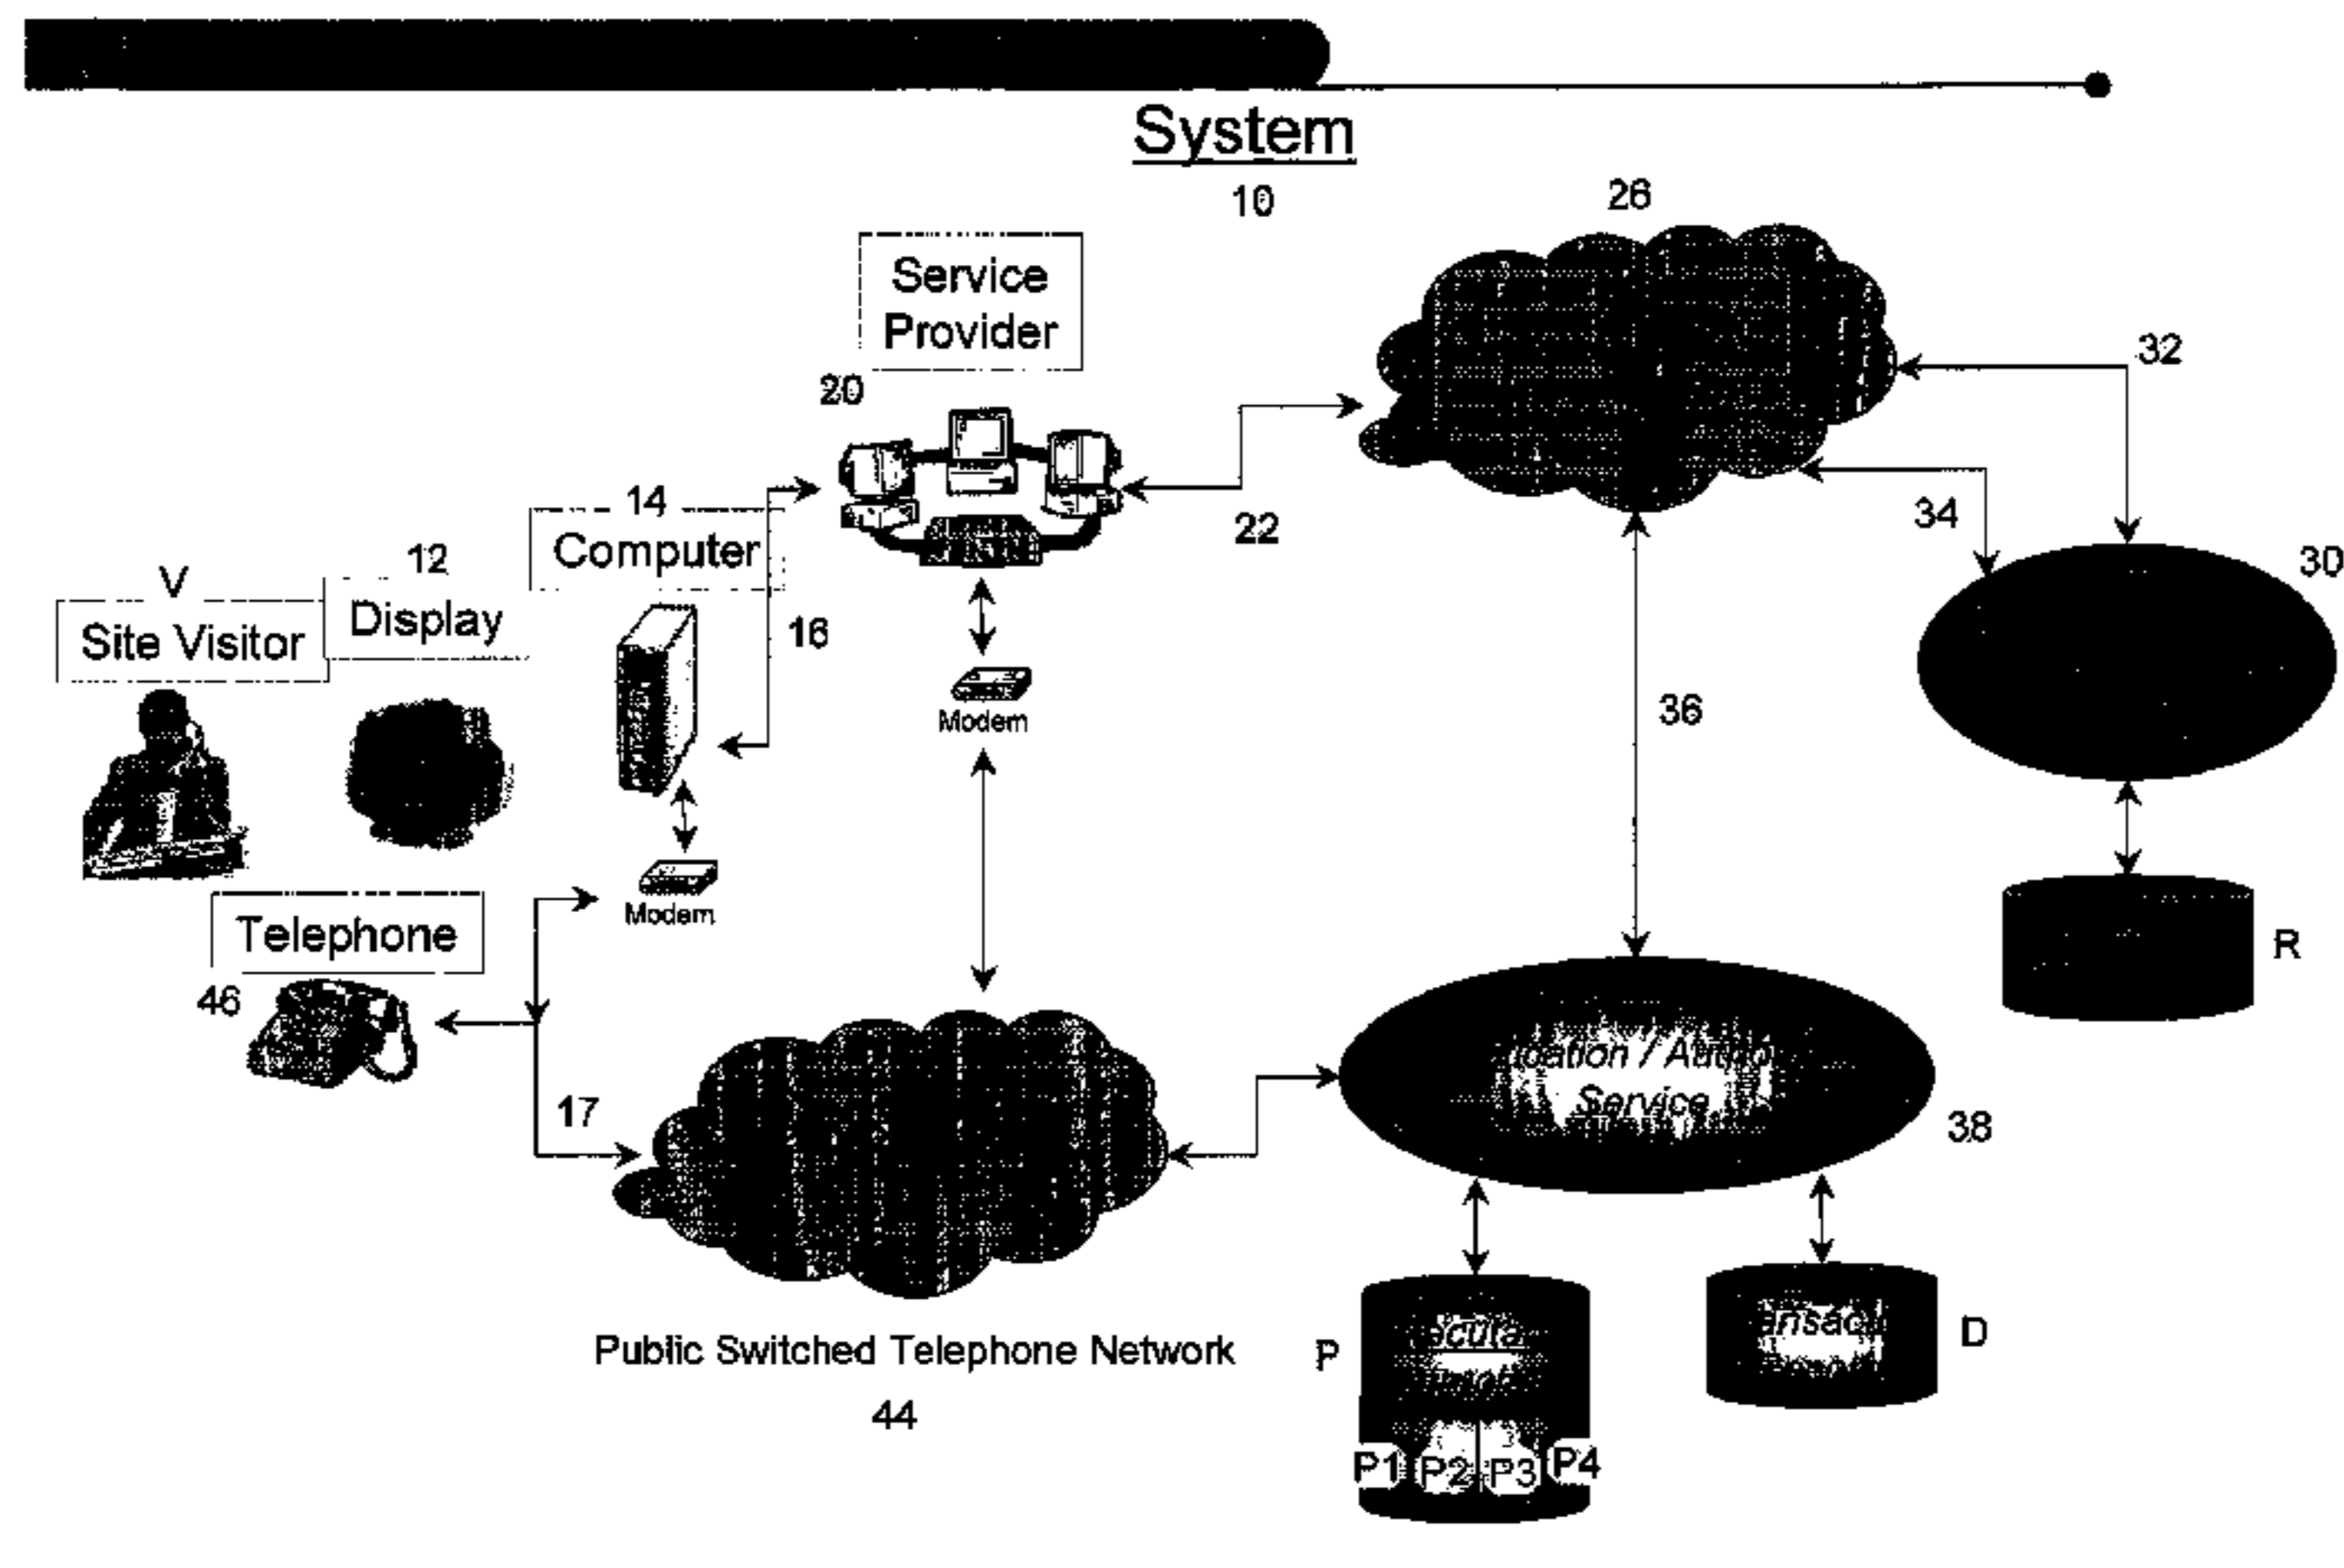 System
10
26
Service
Provider
20
32
14
Computer
22
34
12
Display
V
Site Visitor
16
30
Modem
36
Modem
Telephone
46
R
17
Service
38
Public Switched Telephone Network
44
P
D
P1
P2
P3
P4